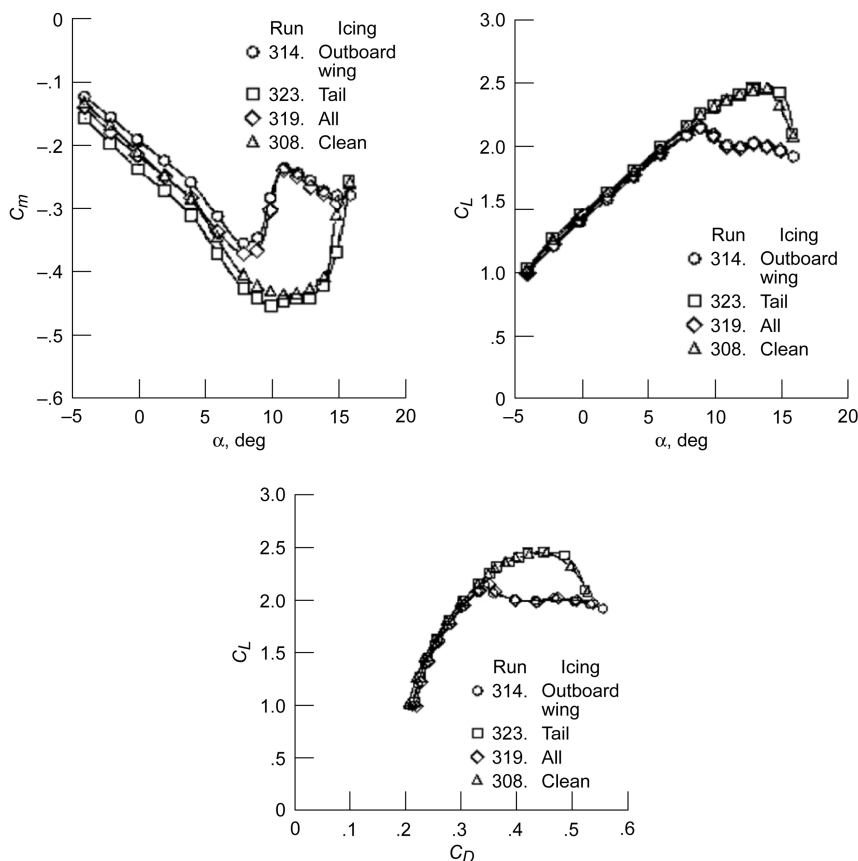 0
–.1
–.2
–.3
–.4
–.5
–.6
Cm
–5
0
5
10
15
20
α, deg
Run Icing
314. Outboard
wing
323. Tail
319. All
308. Clean
3.0
2.5
2.0
1.5
1.0
.5
0
CL
–5
0
5
10
15
20
α, deg
Run Icing
314. Outboard
wing
323. Tail
319. All
308. Clean
3.0
2.5
2.0
1.5
1.0
.5
0
CL
0
.1
.2
.3
.4
.5
.6
CD
Run Icing
314. Outboard
wing
323. Tail
319. All
308. Clean